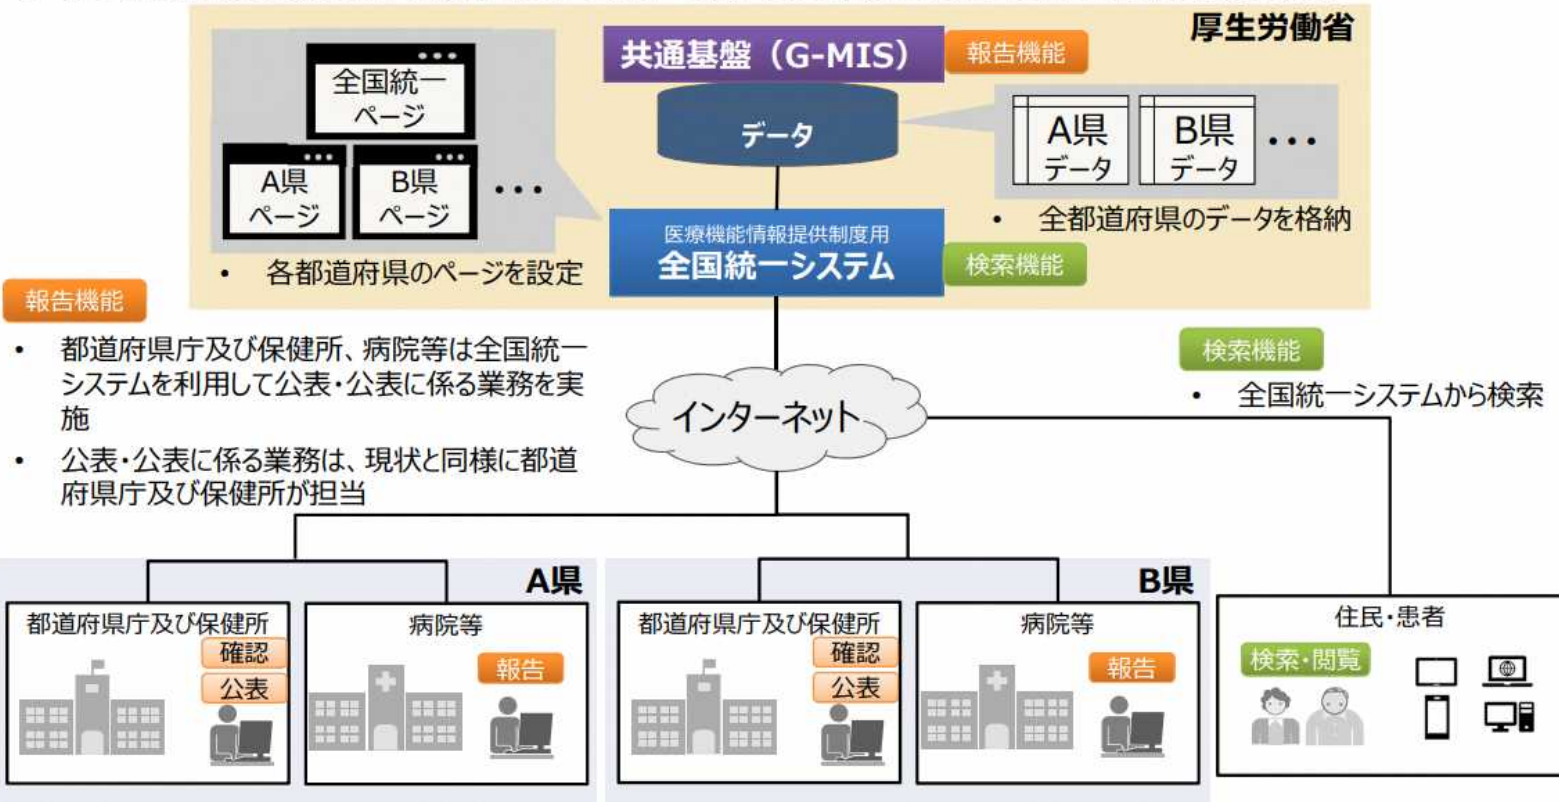 厚生労働省
共通基盤（G-MIS）
報告機能
データ
全国統一
ページ
A県
ページ
B県
ページ
・・・
• 各都道府県のページを設定
A県
データ
B県
データ
・・・
• 全都道府県のデータを格納
医療機能情報提供制度用
全国統一システム
検索機能
報告機能
• 都道府県庁及び保健所、病院等は全国統一
システムを利用して公表・公表に係る業務を実
施
• 公表・公表に係る業務は、現状と同様に都道
府県庁及び保健所が担当
インターネット
検索機能
• 全国統一システムから検索
A県
都道府県庁及び保健所
確認
公表
病院等
報告
B県
都道府県庁及び保健所
確認
公表
病院等
報告
住民・患者
検索・閲覧